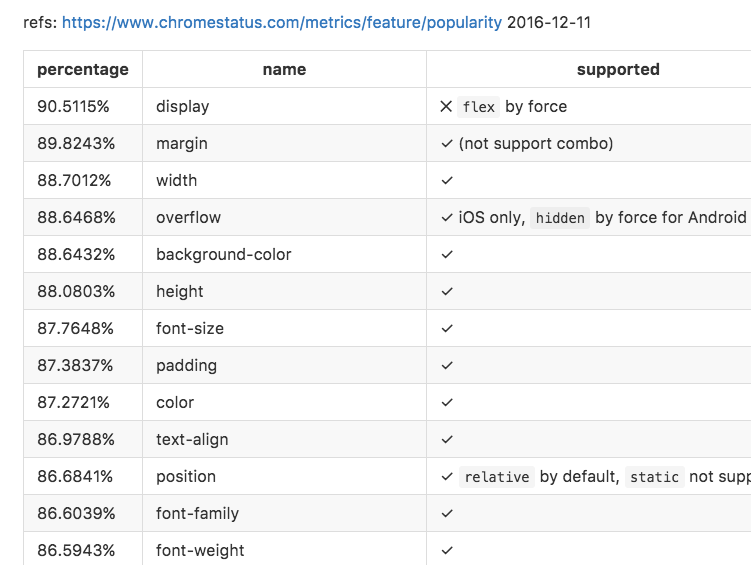 refs: https://www.chromestatus.com/metrics/feature/popularity 2016-12-11
percentage name supported
90.5115% display ✕ flex by force
89.8243% margin ✓ (not support combo)
88.7012% width ✓
88.6468% overflow ✓ iOS only, hidden by force for Android
88.6432% background-color ✓
88.0803% height ✓
87.7648% font-size ✓
87.3837% padding ✓
87.2721% color ✓
86.9788% text-align ✓
86.6841% position ✓ relative by default, static not supp
86.6039% font-family ✓
86.5943% font-weight ✓